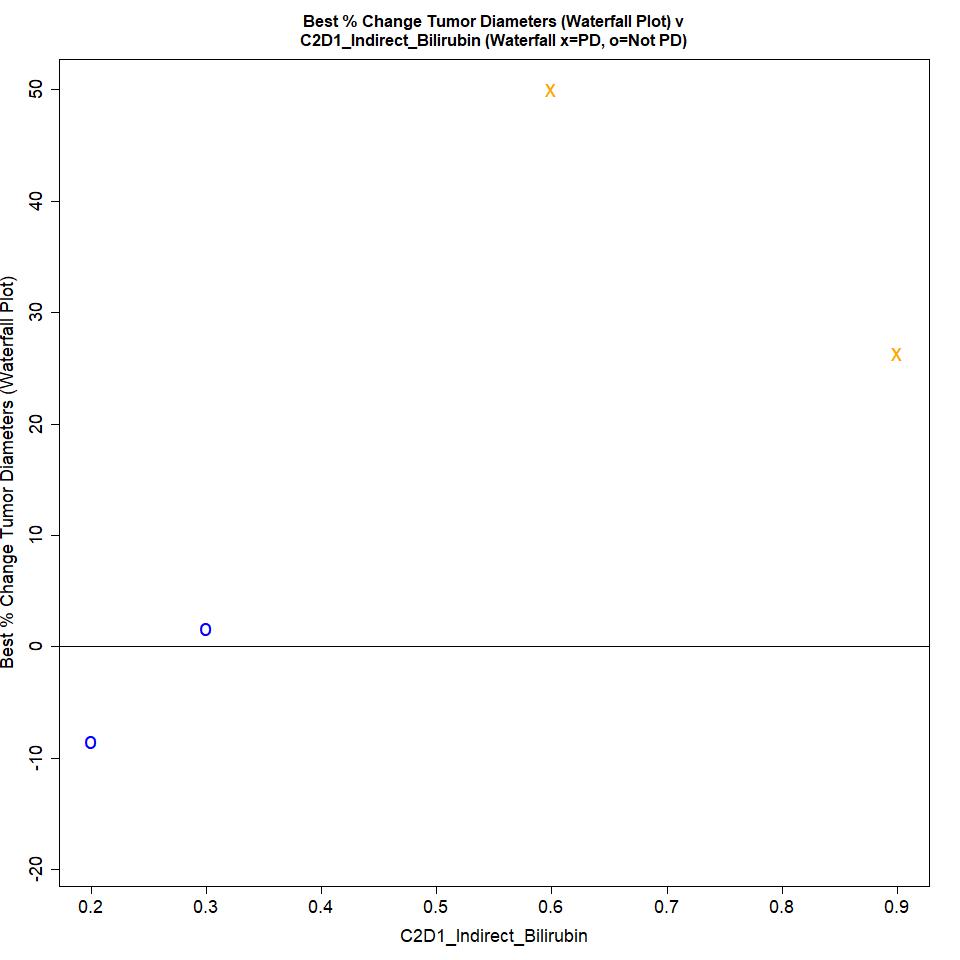 Best % Change Tumor Diameters (Waterfall Plot) v
C2D1_Indirect_Bilirubin (Waterfall x=PD, o=Not PD)
Best % Change Tumor Diameters (Waterfall Plot)
50
40
30
20
10
0
-10
-20
X
X
O
O
0.2 0.3 0.4 0.5 0.6 0.7 0.8 0.9
C2D1_Indirect_Bilirubin